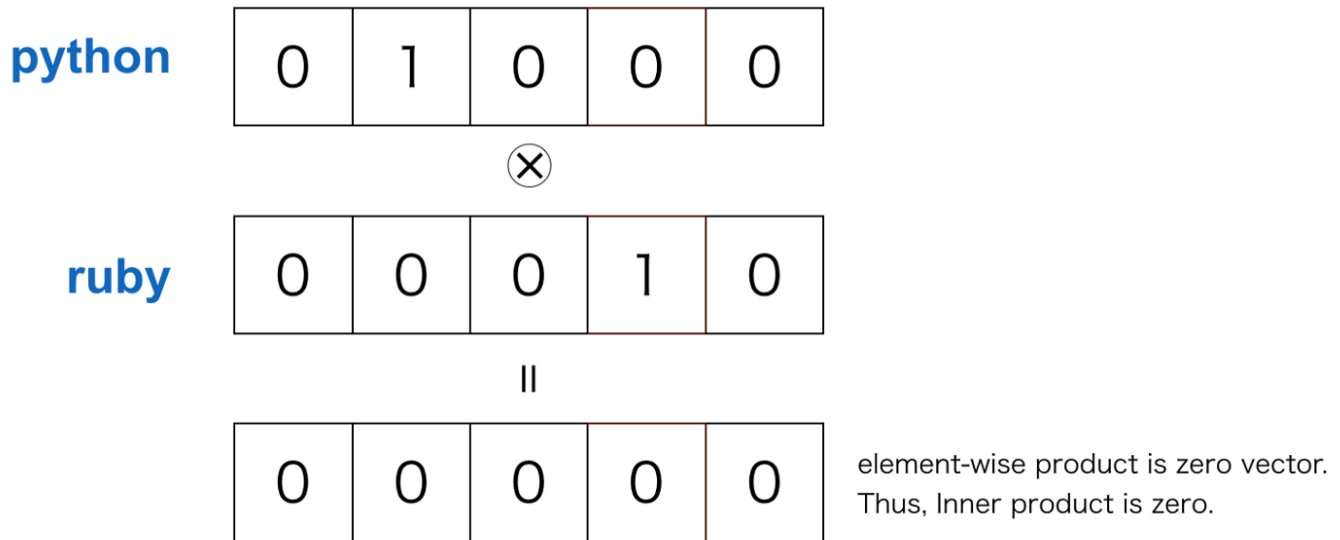 python 0 1 0 0 0
⊗
ruby 0 0 0 1 0
=
0 0 0 0 0
element-wise product is zero vector.
Thus, Inner product is zero.